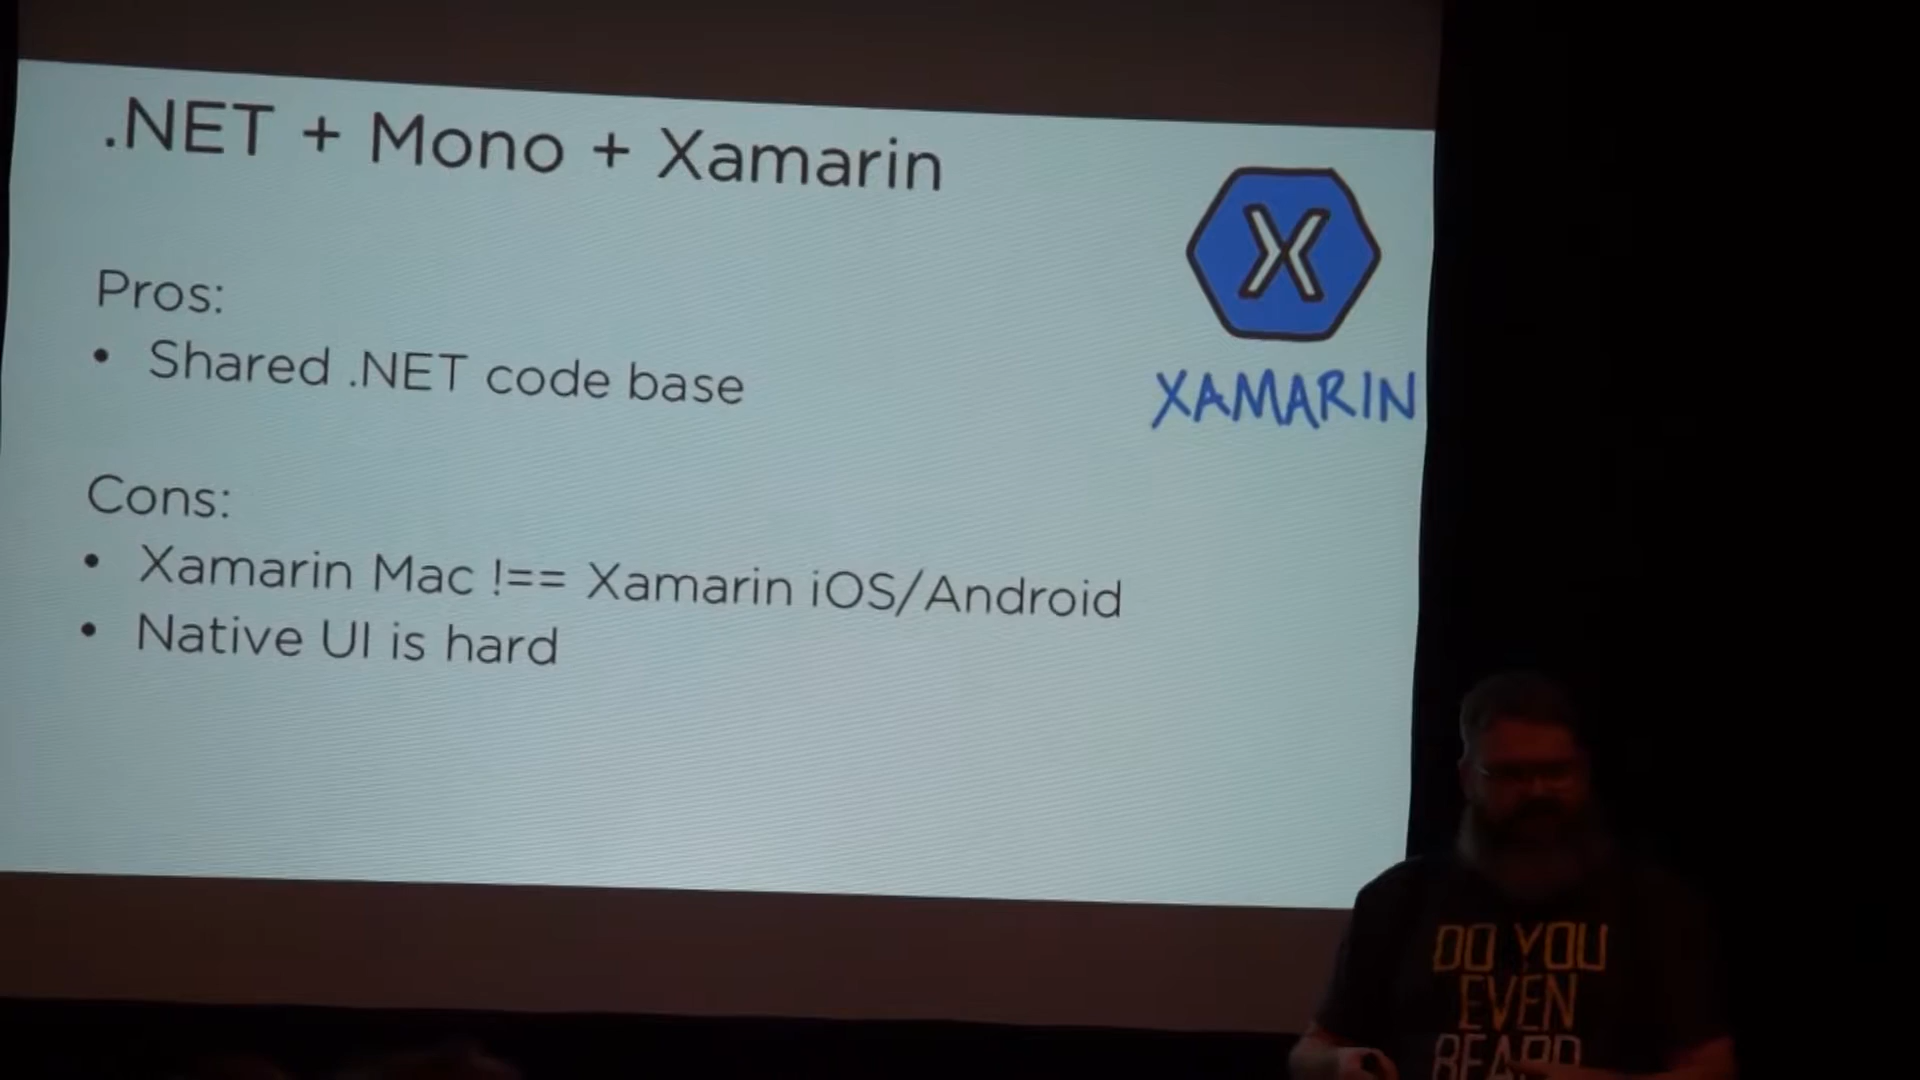 .NET + Mono + Xamarin
Pros:
• Shared .NET code base
Cons:
• Xamarin Mac !== Xamarin iOS/Android
• Native UI is hard
X
XAMARIN
DO YOU
EVEN
BEARD